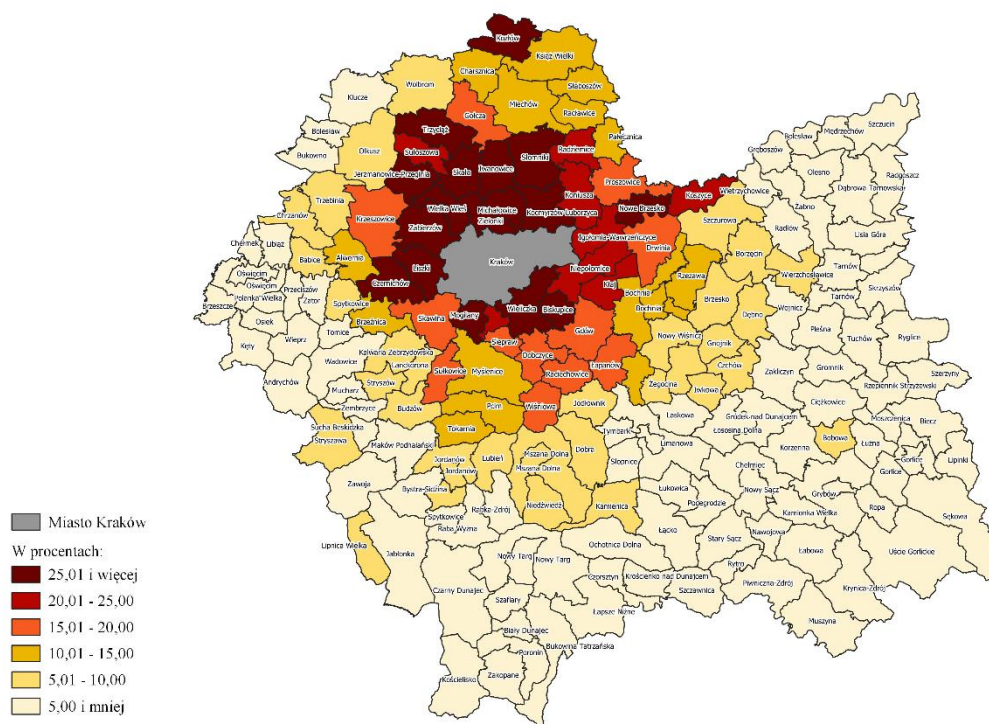 Kozłów
Książ Wielki
Charsznica
Słaboszów
Wolbrom
Klucze
Miechów
Racławice
Gołcza
Szczucin
Bolesław
Mędrzechów
Gręboszów
Trzyciąż
Pałecznica
Bolesław
Radziemice
Sułoszowa
Słomniki
Bukowno
Olkusz
Iwanowice
Skała
Olesno
Radgoszcz
Jerzmanowice-Przeginia
Proszowice
Wietrzychowice
Dąbrowa Tarnowska
Koniusza
Koszyce
Trzebinia
Żabno
Chrzanów
Krzeszowice
Wielka Wieś
Michałowice
Kocmyrzów-Luborzyca
Nowe Brzesko
Szczurowa
Zielonki
Zabierzów
Radłów
Lisia Góra
Igołomia-Wawrzeńczyce
Chełmek
Libiąż
Drwinia
Borzęcin
Babice
Alwernia
Liszki
Kraków
Niepołomice
Rzezawa
Wierzchosławice
Tarnów
Oświęcim
Czernichów
Kłaj
Skrzyszów
Oświęcim
Przeciszów
Bochnia
Polanka Wielka
Zator
Spytkowice
Tarnów
Brzeszcze
Brzeźnica
Skawina
Mogilany
Wieliczka
Biskupice
Bochnia
Brzesko
Wojnicz
Osiek
Tomice
Dębno
Pleśna
Wieprz
Gdów
Nowy Wiśnicz
Tuchów
Ryglice
Kęty
Kalwaria Zebrzydowska
Siepraw
Gnojnik
Wadowice
Lanckorona
Dobczyce
Łapanów
Czchów
Zakliczyn
Gromnik
Szerzyny
Sułkowice
Myślenice
Raciechowice
Andrychów
Mucharz
Stryszów
Żegocina
Iwkowa
Rzepiennik Strzyżewski
Ciężkowice
Zembrzyce
Budzów
Pcim
Wiśniowa
Jodłownik
Laskowa
Gródek nad Dunajcem
Moszczenica
Biecz
Sucha Beskidzka
Tokarnia
Tymbark
Łososina Dolna
Stryszawa
Limanowa
Korzenna
Bobowa
Łużna
Maków Podhalański
Dobra
Słopnice
Jordanów
Lubień
Mszana Dolna
Chełmiec
Gorlice
Lipinki
Jordanów
Mszana Dolna
Gorlice
Zawoja
Bystra-Sidzina
Łukowica
Nowy Sącz
Grybów
Niedźwiedź
Kamienica
Podegrodzie
Kamionka Wielka
Ropa
Sękowa
Spytkowice
Rabka-Zdrój
Raba Wyżna
Nawojowa
Łącko
Stary Sącz
Lipnica Wielka
Jabłonka
Ochotnica Dolna
Łabowa
Uście Gorlickie
Nowy Targ
Nowy Targ
Rytro
Czorsztyn
Krościenko nad Dunajcem
Piwniczna-Zdrój
Krynica-Zdrój
Czarny Dunajec
Szczawnica
Szaflary
Łapsze Niżne
Muszyna
Biały Dunajec
Bukowina Tatrzańska
Poronin
Kościelisko
Zakopane
Miasto Kraków
W procentach:
25,01 i więcej
20,01 - 25,00
15,01 - 20,00
10,01 - 15,00
5,01 - 10,00
5,00 i mniej